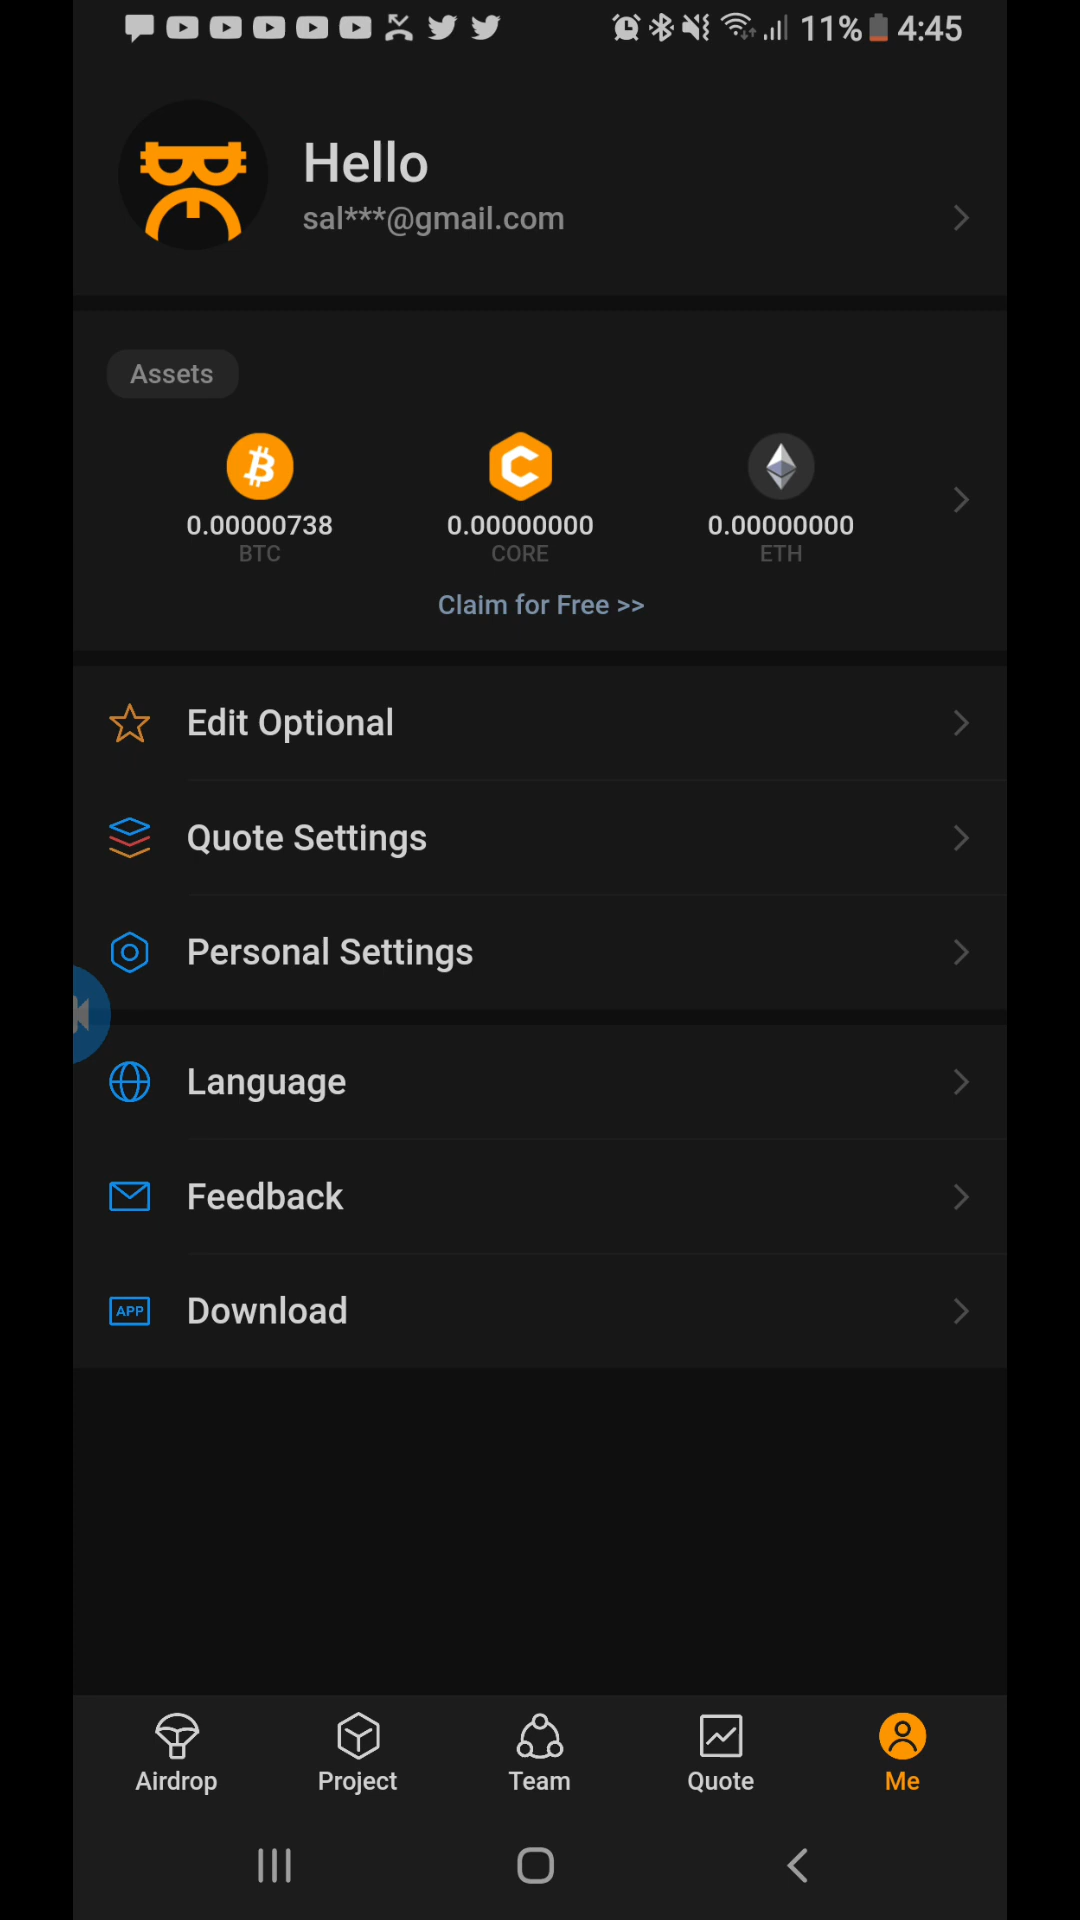 11% 4:45
Hello
sal***@gmail.com
Assets
0.00000738 0.00000000 0.00000000
BTC CORE ETH
Claim for Free >>
Edit Optional
Quote Settings
Personal Settings
Language
Feedback
APP Download
Airdrop Project Team Quote Me